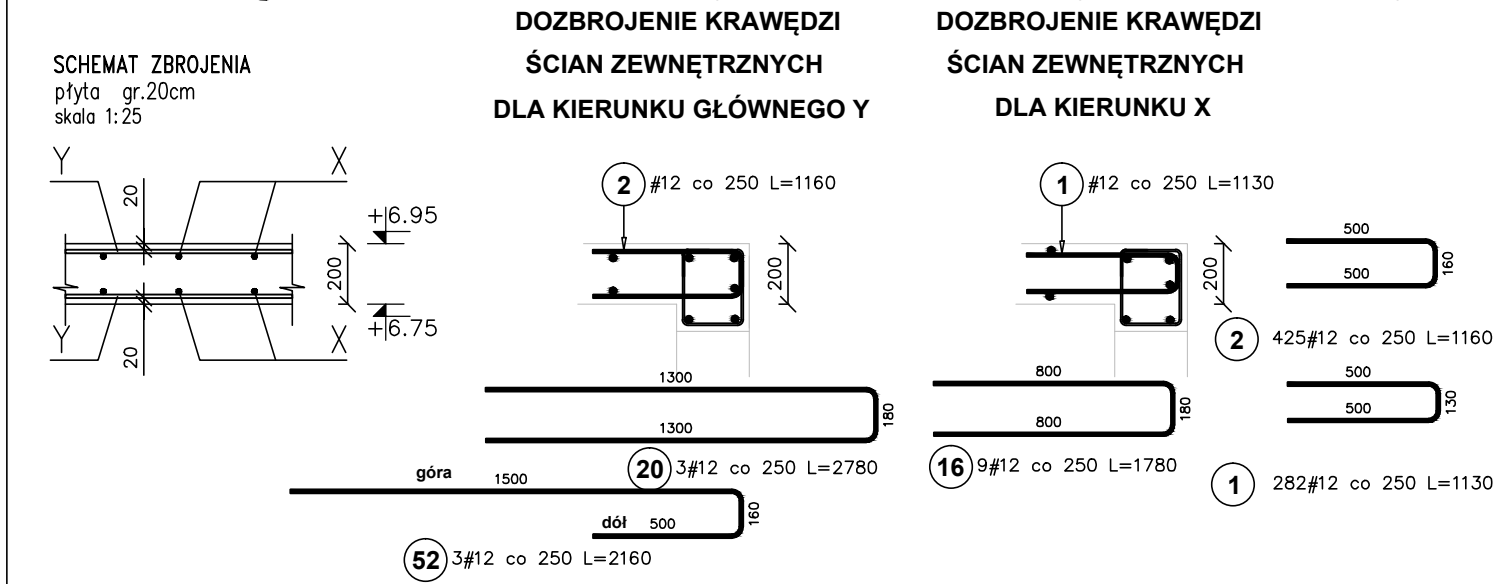 DOZBROJENIE KRAWĘDZI
ŚCIAN ZEWNĘTRZNYCH
DLA KIERUNKU GŁÓWNEGO Y
DOZBROJENIE KRAWĘDZI
ŚCIAN ZEWNĘTRZNYCH
DLA KIERUNKU X
SCHEMAT ZBROJENIA
płyta gr.20cm
skala 1:25
Y
X
20
+6.95
200
+6.75
Y
X
20
2 #12 co 250 L=1160
200
1 #12 co 250 L=1130
200
500
500
160
2 425#12 co 250 L=1160
1300
1300
180
20 3#12 co 250 L=2780
800
800
180
16 9#12 co 250 L=1780
500
500
130
1 282#12 co 250 L=1130
góra 1500
dół 500
160
52 3#12 co 250 L=2160